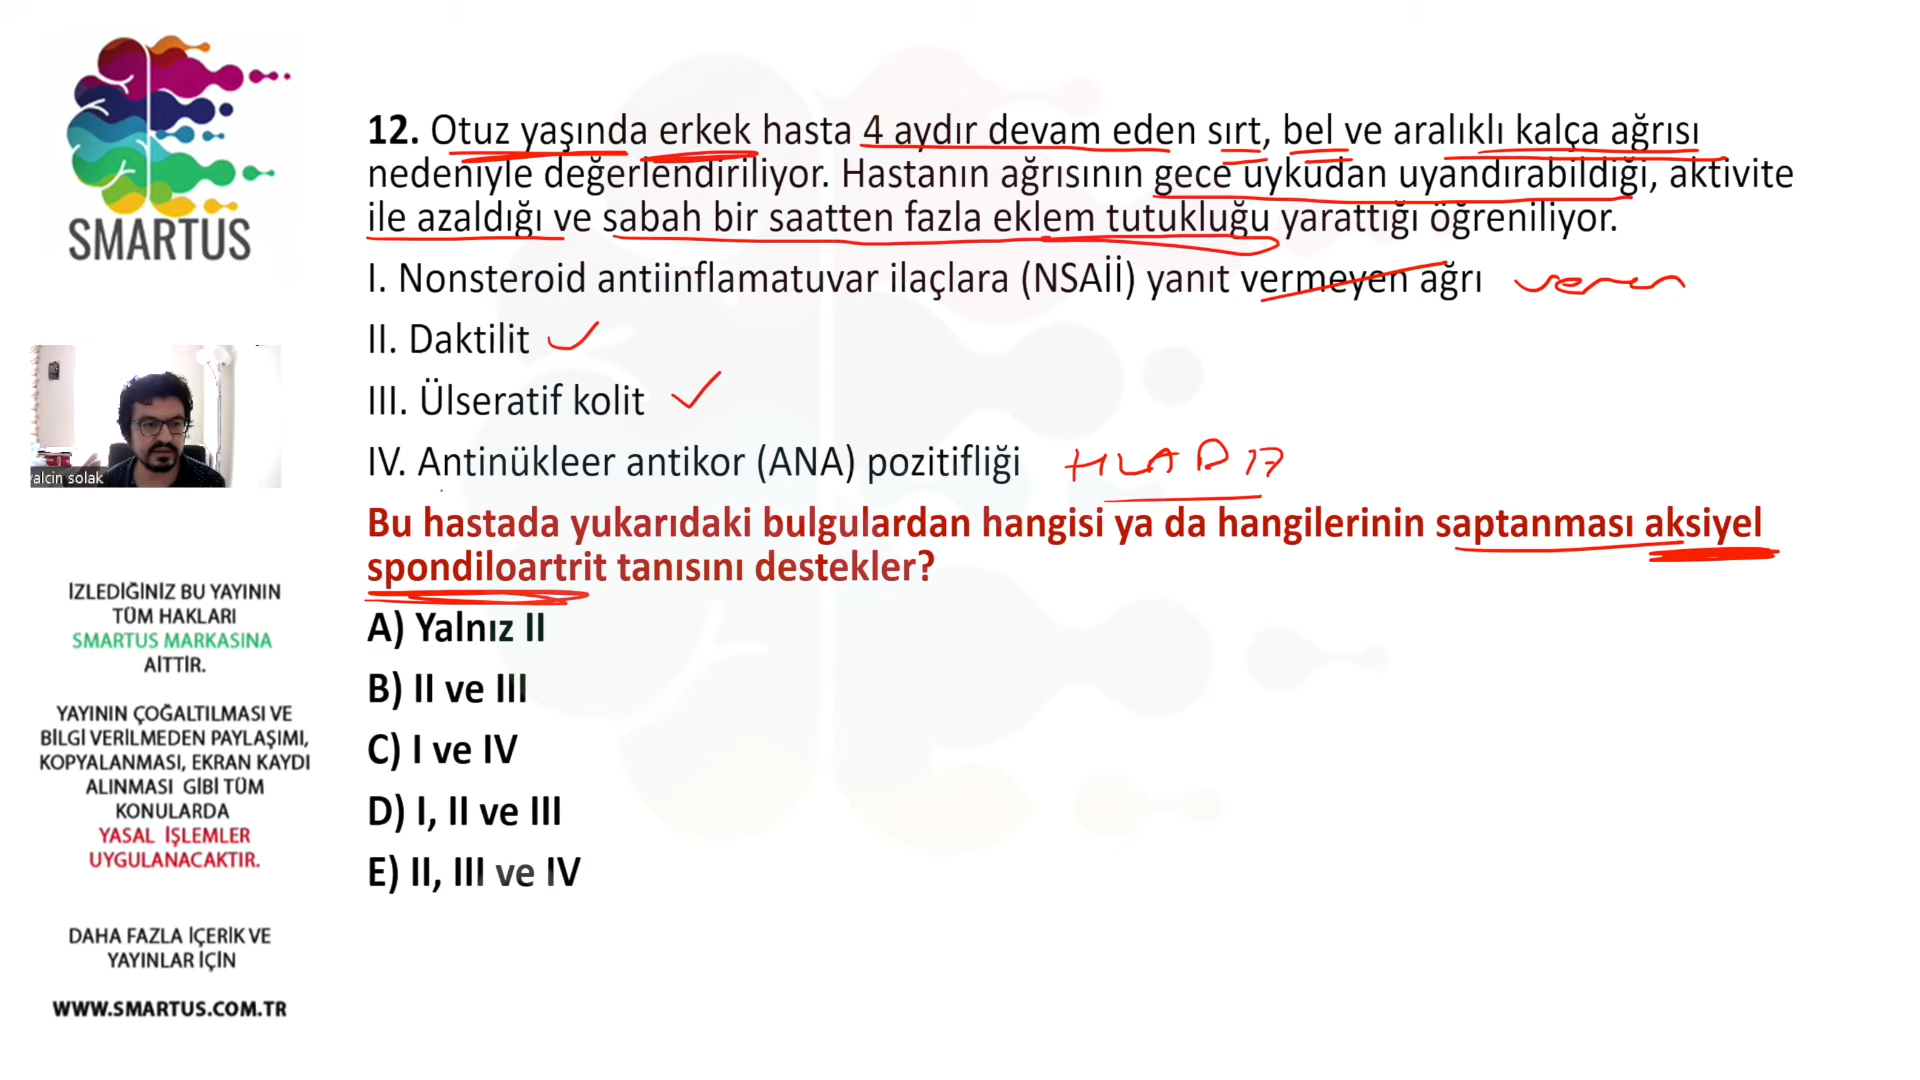 SMARTUS
12. Otuz yaşında erkek hasta 4 aydır devam eden sırt, bel ve aralıklı kalça ağrısı
nedeniyle değerlendiriliyor. Hastanın ağrısının gece uykudan uyandırabildiği, aktivite
ile azaldığı ve sabah bir saatten fazla eklem tutukluğu yarattığı öğreniliyor.
I. Nonsteroid antiinflamatuvar ilaçlara (NSAİİ) yanıt vermeyen ağrı veren
II. Daktilit
III. Ülseratif kolit
IV. Antinükleer antikor (ANA) pozitifliği HLA B 27
Bu hastada yukarıdaki bulgulardan hangisi ya da hangilerinin saptanması aksiyel
spondiloartrit tanısını destekler?
A) Yalnız II
B) II ve III
C) I ve IV
D) I, II ve III
E) II, III ve IV
yalcin solak
İZLEDİĞİNİZ BU YAYININ
TÜM HAKLARI
SMARTUS MARKASINA
AİTTİR.
YAYININ ÇOĞALTILMASI VE
BİLGİ VERİLMEDEN PAYLAŞIMI,
KOPYALANMASI, EKRAN KAYDI
ALINMASI GİBİ TÜM
KONULARDA
YASAL İŞLEMLER
UYGULANACAKTIR.
DAHA FAZLA İÇERİK VE
YAYINLAR İÇİN
WWW.SMARTUS.COM.TR